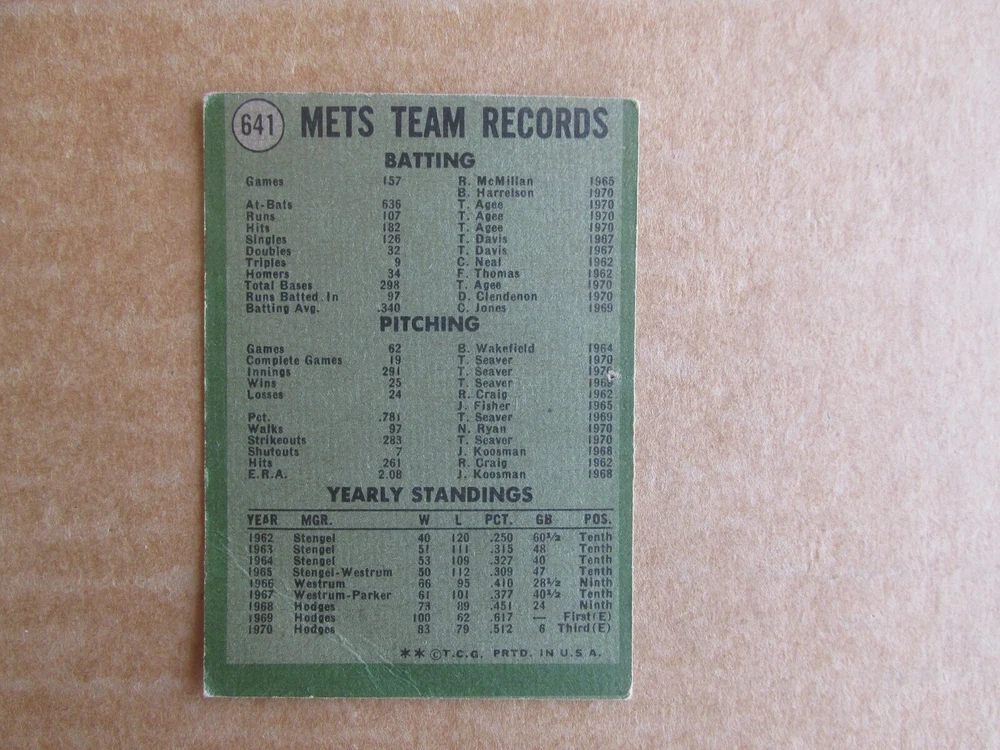 641 METS TEAM RECORDS
BATTING
Games 157 R. McMillan 1965
B. Harrelson 1970
At-Bats 636 T. Agee 1970
Runs 107 T. Agee 1970
Hits 182 T. Agee 1970
Singles 126 T. Davis 1967
Doubles 32 T. Davis 1967
Triples 9 C. Neal 1962
Homers 34 F. Thomas 1962
Total Bases 298 T. Agee 1970
Runs Batted In 97 D. Clendenon 1970
Batting Avg. .340 C. Jones 1969
PITCHING
Games 62 B. Wakefield 1964
Complete Games 19 T. Seaver 1970
Innings 291 T. Seaver 1970
Wins 25 T. Seaver 1969
Losses 24 R. Craig 1962
J. Fisher 1965
Pct. .781 T. Seaver 1969
Walks 97 N. Ryan 1970
Strikeouts 283 T. Seaver 1970
Shutouts 7 J. Koosman 1968
Hits 261 R. Craig 1962
E.R.A. 2.08 J. Koosman 1968
YEARLY STANDINGS
YEAR MGR. W L PCT. GB POS.
1962 Stengel 40 120 .250 60½ Tenth
1963 Stengel 51 111 .315 48 Tenth
1964 Stengel 53 109 .327 40 Tenth
1965 Stengel-Westrum 50 112 .309 47 Tenth
1966 Westrum 66 95 .410 28½ Ninth
1967 Westrum-Parker 61 101 .377 40½ Tenth
1968 Hodges 73 89 .451 24 Ninth
1969 Hodges 100 62 .617 — First(E)
1970 Hodges 83 79 .512 6 Third(E)
** ©T.C.G. PRTD. IN U.S.A.